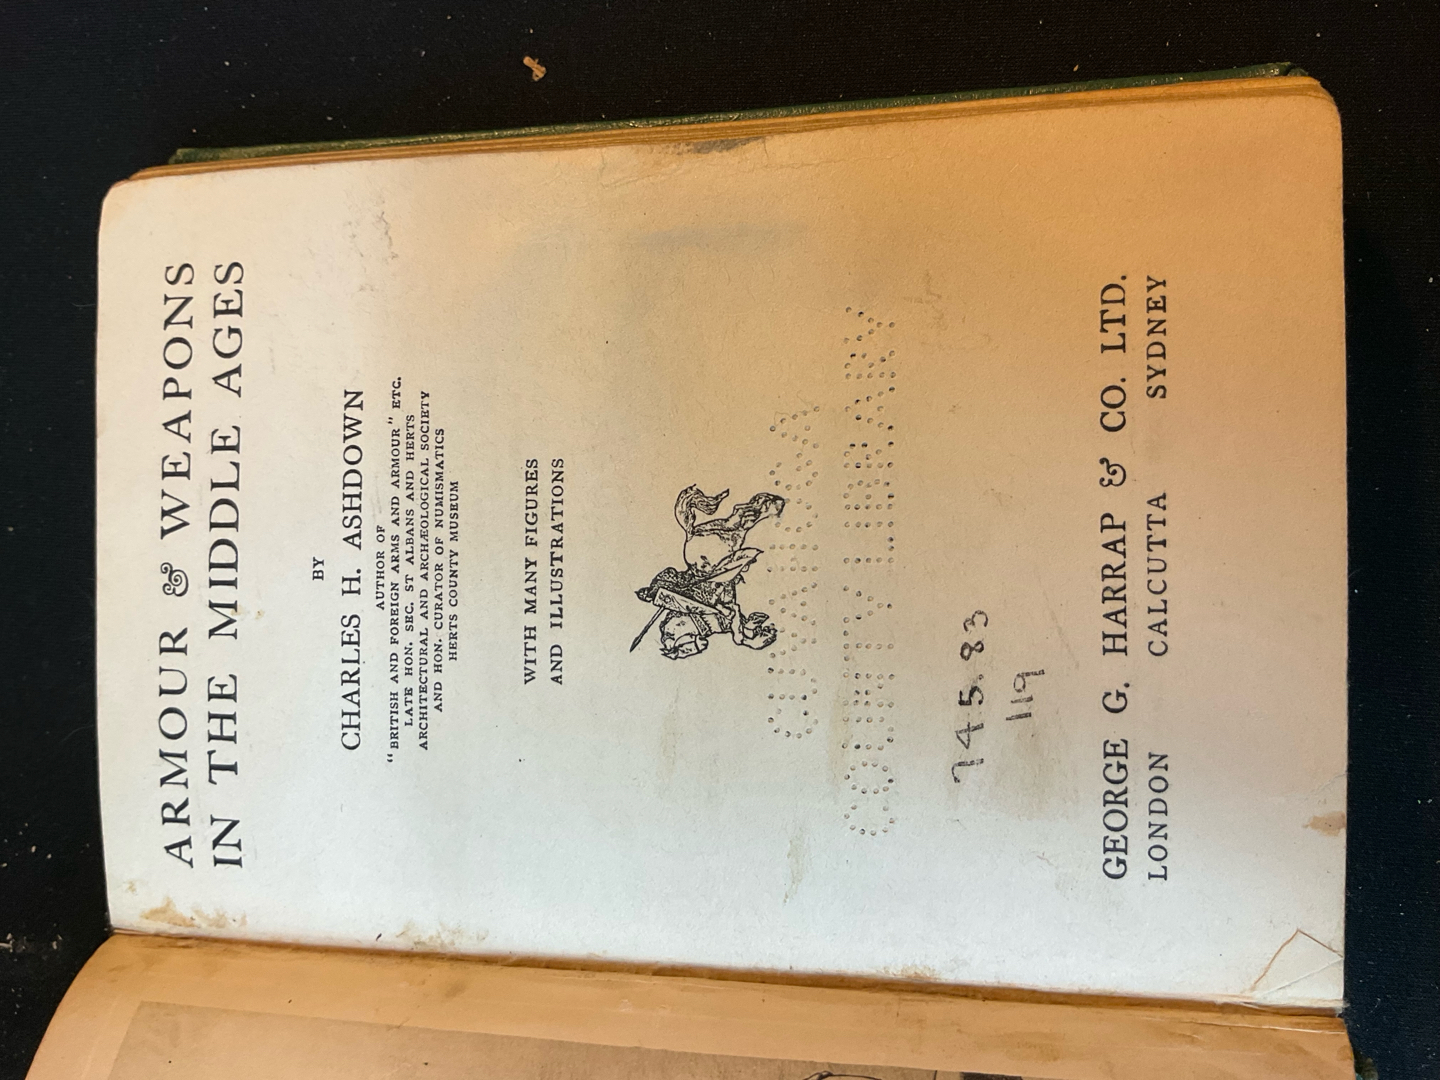 ARMOUR & WEAPONS
IN THE MIDDLE AGES
BY
CHARLES H. ASHDOWN
AUTHOR OF
"BRITISH AND FOREIGN ARMS AND ARMOUR" ETC.
LATE HON. SEC. ST ALBANS AND HERTS
ARCHITECTURAL AND ARCHÆOLOGICAL SOCIETY
AND HON. CURATOR OF NUMISMATICS
HERTS COUNTY MUSEUM
WITH MANY FIGURES
AND ILLUSTRATIONS
COUNTY LIBRARY
745.83
119
GEORGE G. HARRAP & CO. LTD.
LONDON CALCUTTA SYDNEY